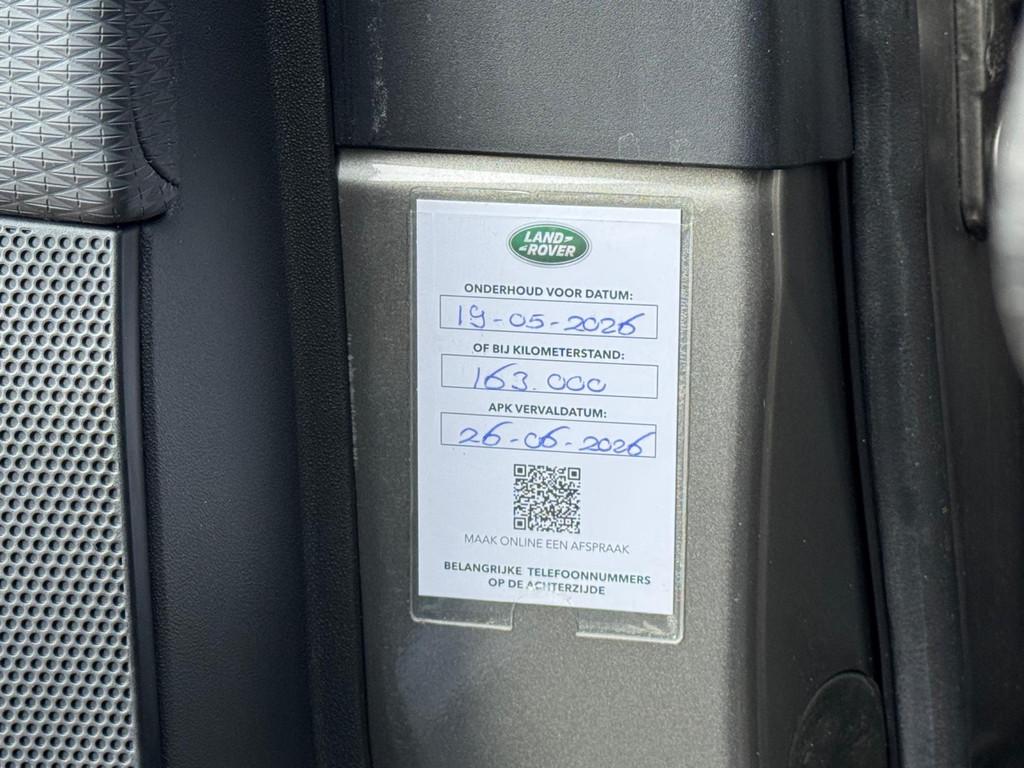 LAND
ROVER
ONDERHOUD VOOR DATUM:
19-05-2026
OF BIJ KILOMETERSTAND:
163.000
APK VERVALDATUM:
26-06-2026
MAAK ONLINE EEN AFSPRAAK
BELANGRIJKE TELEFOONNUMMERS
OP DE ACHTERZIJDE